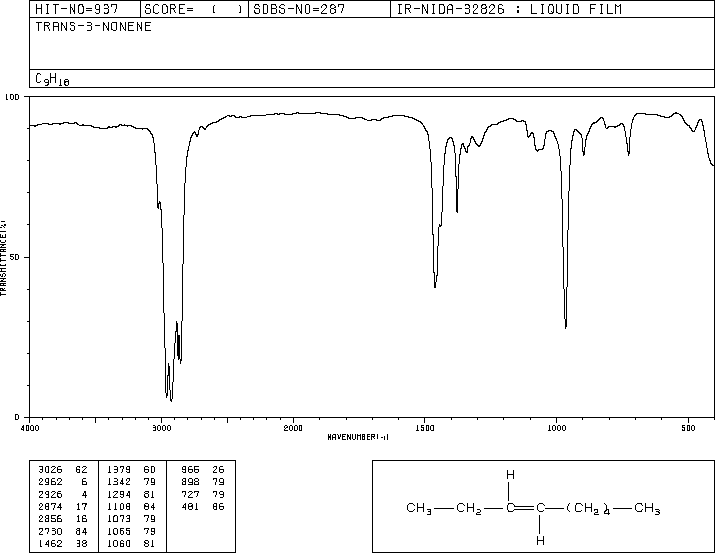 HIT-NO=937 SCORE= ( ) SDBS-NO=287 IR-NIDA-32826 : LIQUID FILM
TRANS-3-NONENE
C9H18
100
50
0
TRANSMITTANCE(%)
4000 3000 2000 1500 1000 500
WAVENUMBER(-1)
3026 62 1379 60 966 26
2962 6 1342 79 898 79
2926 4 1294 81 727 79
2874 17 1108 84 481 86
2856 16 1073 79
2730 84 1065 79
1462 38 1060 81
H
CH3 CH2 C C (CH2)4 CH3
H